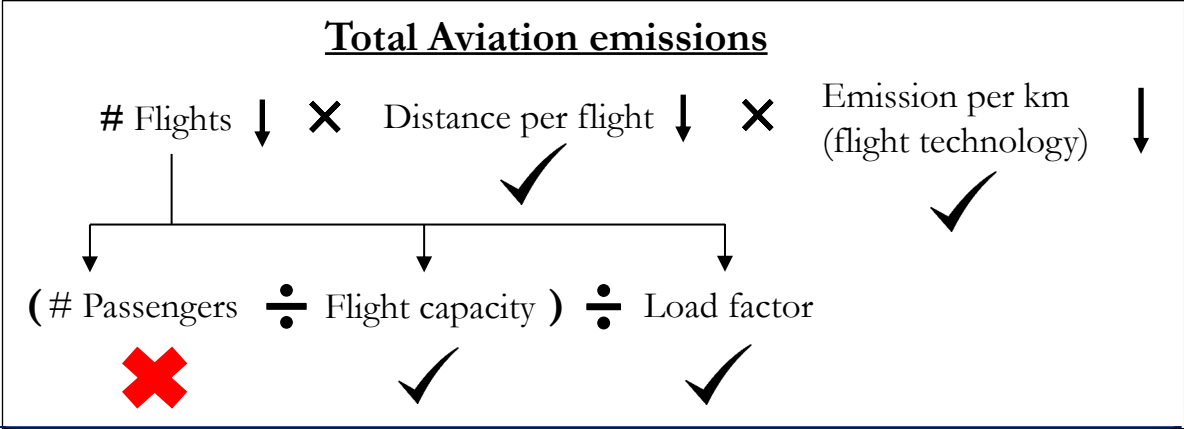 Total Aviation emissions
# Flights ↓ × Distance per flight ↓ × Emission per km ↓
(flight technology)
(# Passengers ÷ Flight capacity) ÷ Load factor